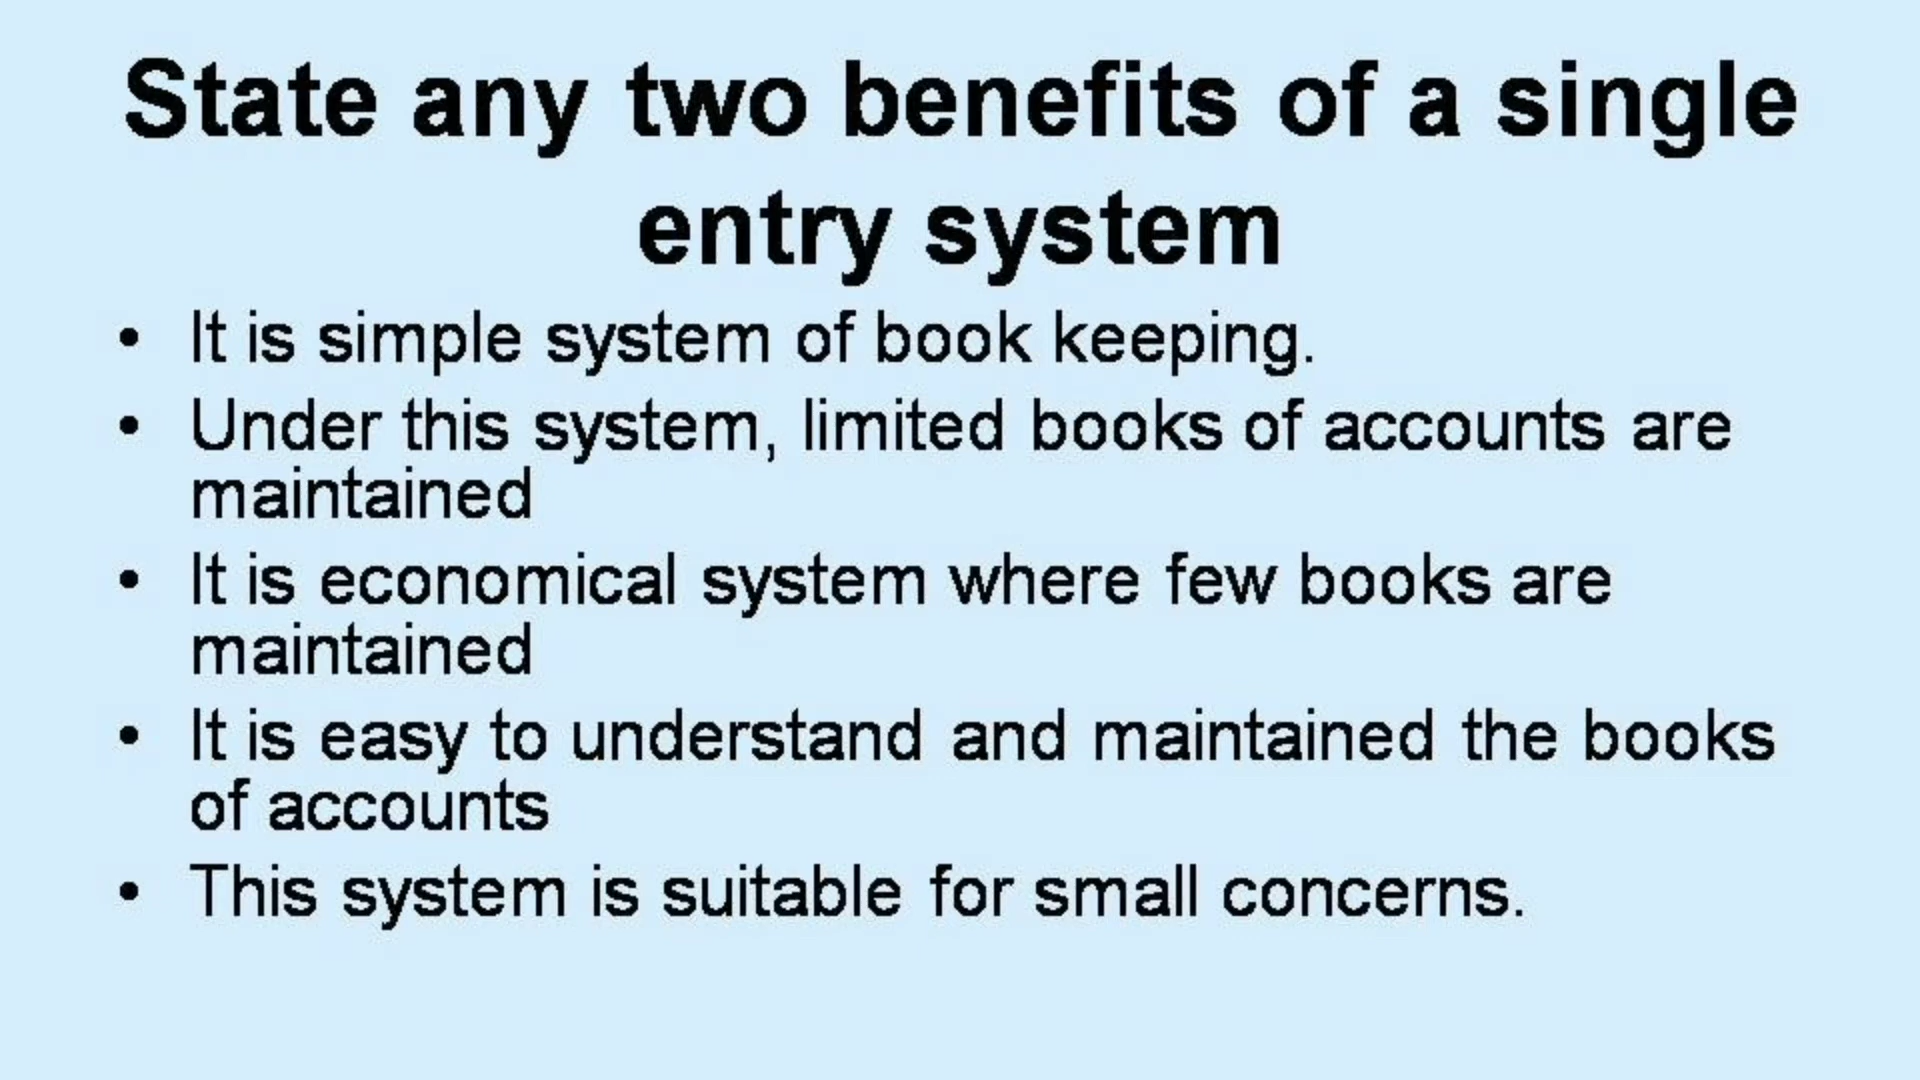 State any two benefits of a single
entry system
• It is simple system of book keeping.
• Under this system, limited books of accounts are
maintained
• It is economical system where few books are
maintained
• It is easy to understand and maintained the books
of accounts
• This system is suitable for small concerns.